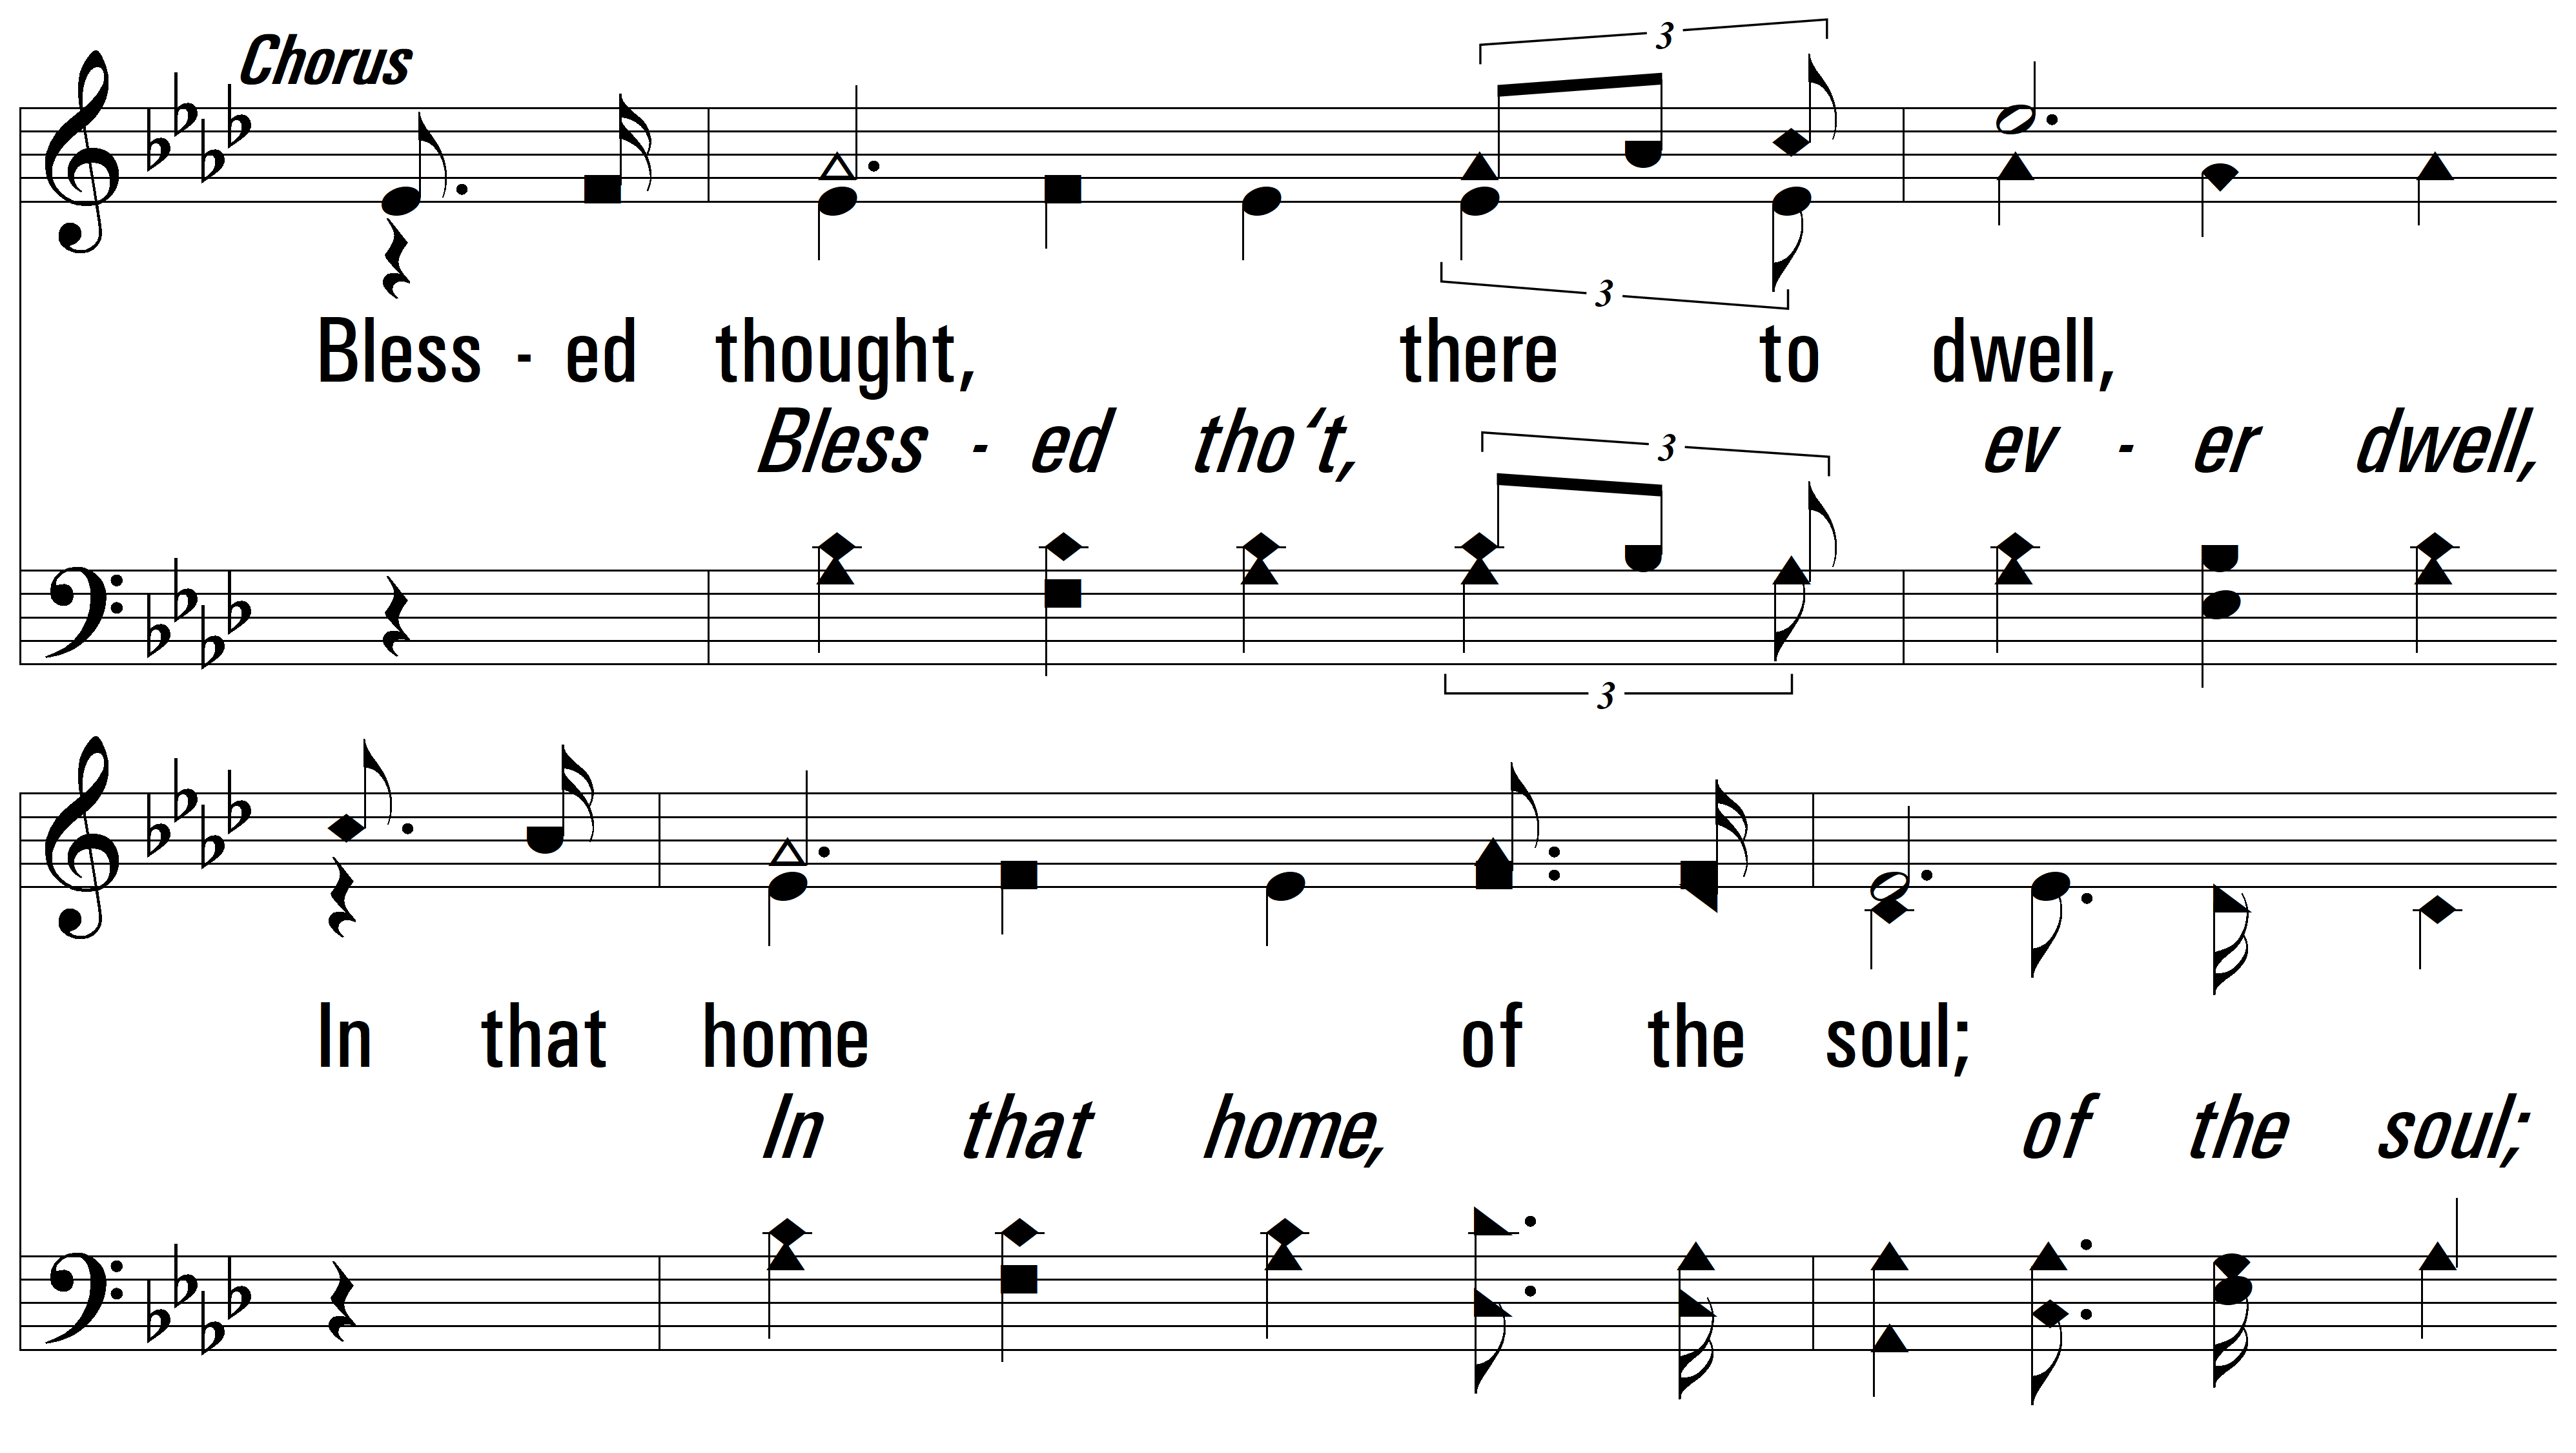 Chorus
3
Bless - ed thought, there to dwell,
3
Bless - ed tho‘t, ev - er dwell,
3
3
In that home of the soul;
In that home, of the soul;